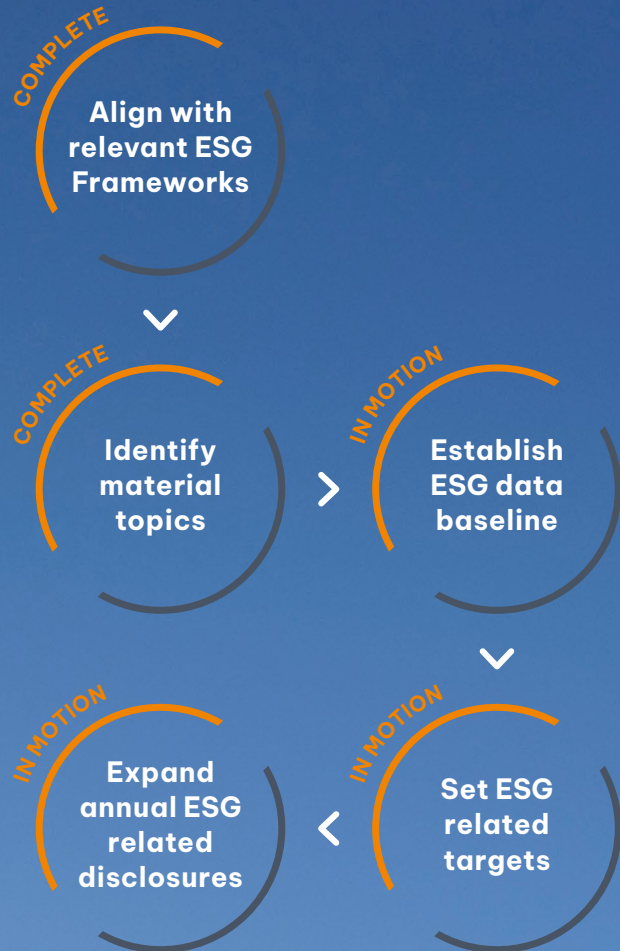 COMPLETE
Align with
relevant ESG
Frameworks
COMPLETE
Identify
material
topics
IN MOTION
Establish
ESG data
baseline
IN MOTION
Set ESG
related
targets
IN MOTION
Expand
annual ESG
related
disclosures